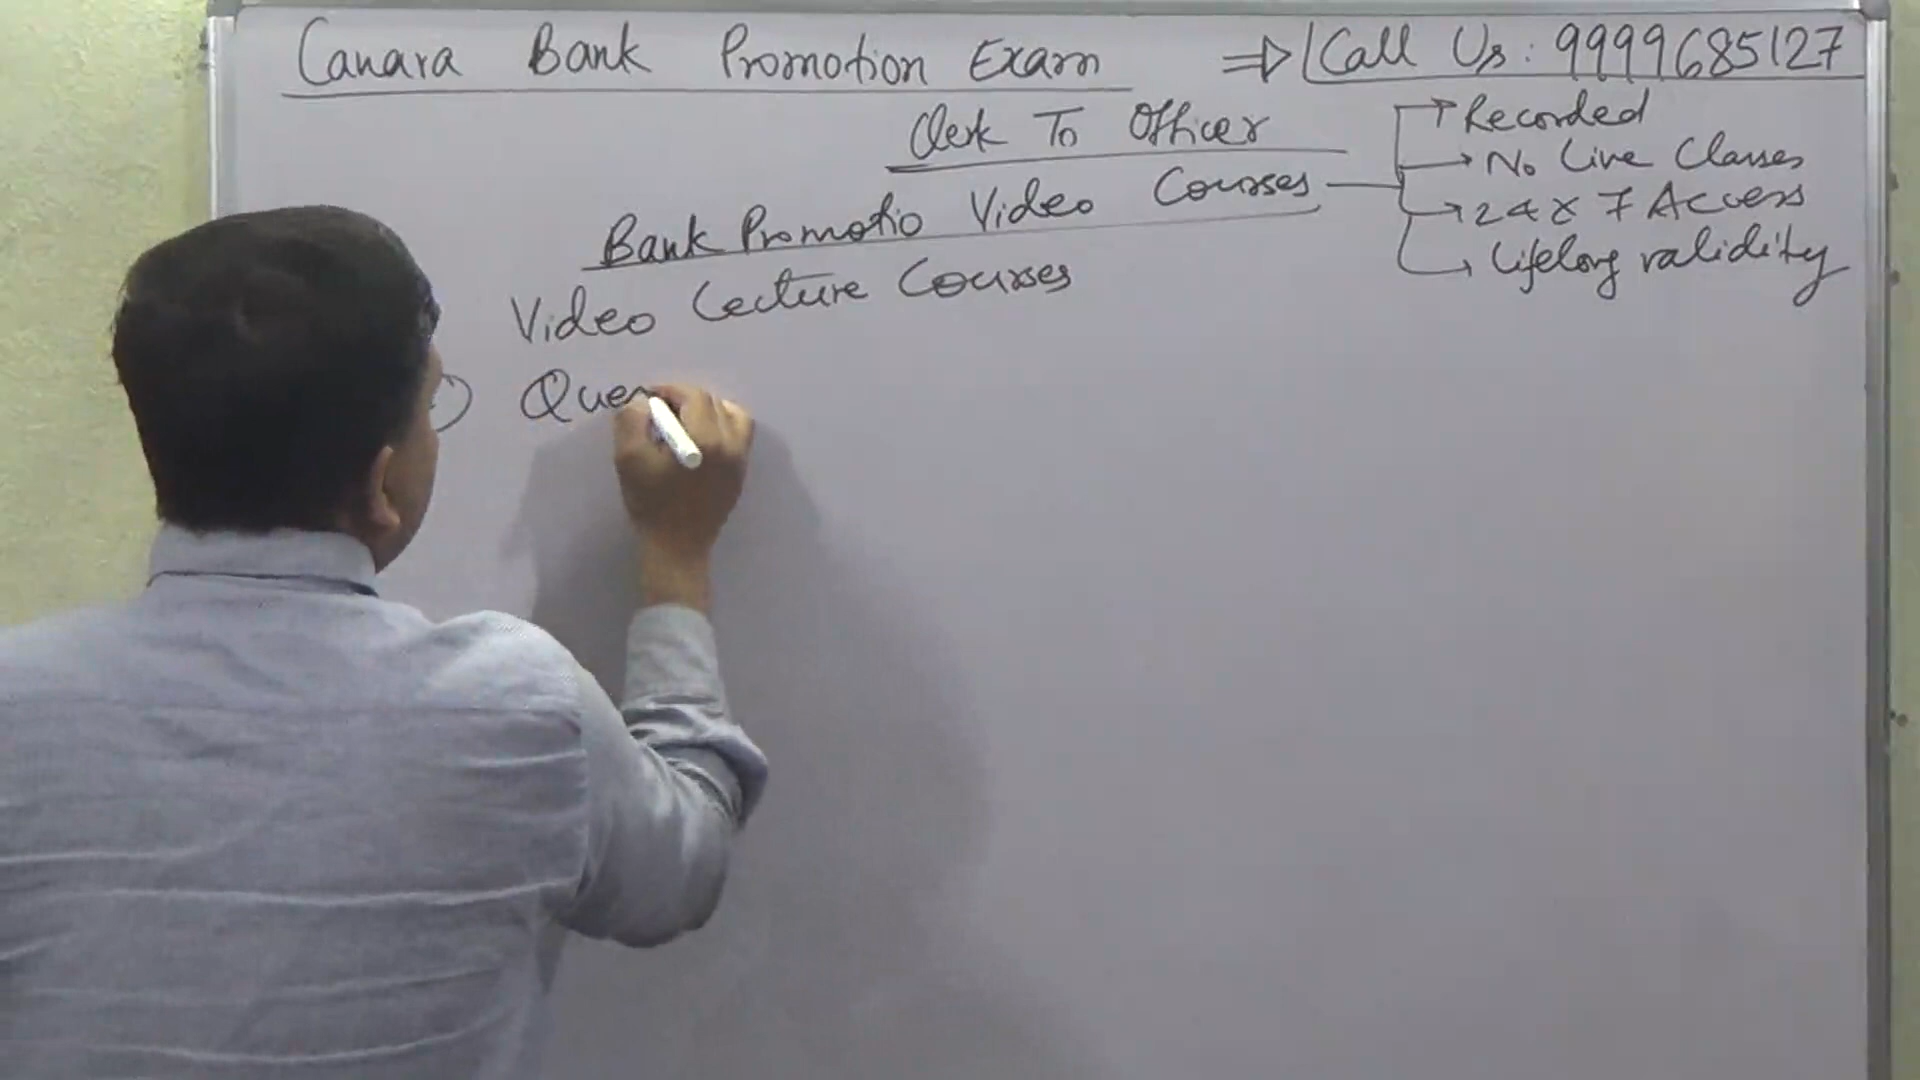 Canara Bank Promotion Exam ⇒ Call Us: 9999685127
Clerk To Officer
Bank Promotio Video Courses
→ Recorded
→ No Live Classes
→ 24 x 7 Access
→ Lifelong validity
Video Lecture Courses
Ques